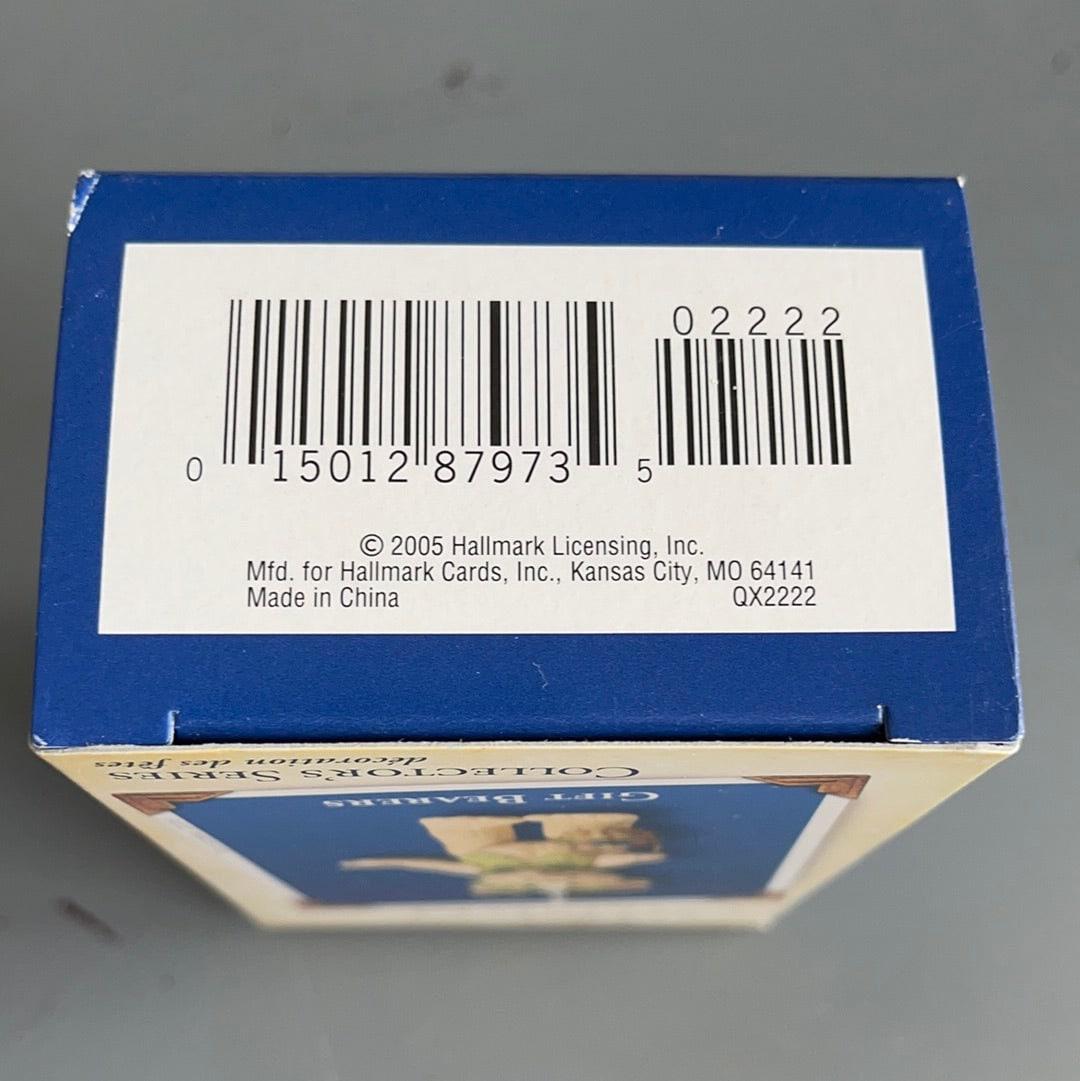 02222
0 15012 87973 5
© 2005 Hallmark Licensing, Inc.
Mfd. for Hallmark Cards, Inc., Kansas City, MO 64141
Made in China QX2222
décoration des fêtes
COLLECTOR'S SERIES
GIFT BEARERS